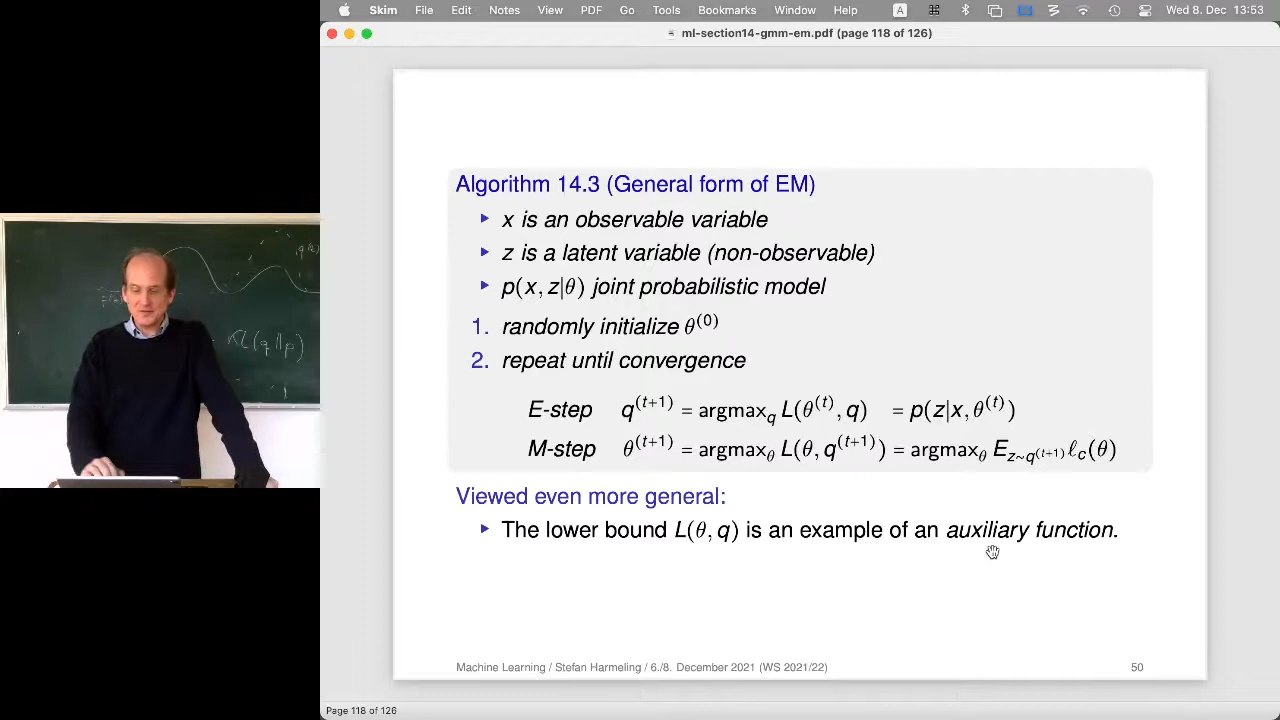 Skim File Edit Notes View PDF Go Tools Bookmarks Window Help A Wed 8. Dec 13:53
ml-section14-gmm-em.pdf (page 118 of 126)
Algorithm 14.3 (General form of EM)
x is an observable variable
z is a latent variable (non-observable)
p(x, z|θ) joint probabilistic model
1. randomly initialize θ^(0)
2. repeat until convergence
E-step q^(t+1) = argmax_q L(θ^(t), q) = p(z|x, θ^(t))
M-step θ^(t+1) = argmax_θ L(θ, q^(t+1)) = argmax_θ E_z~q^(t+1) ℓ_c(θ)
Viewed even more general:
The lower bound L(θ, q) is an example of an auxiliary function.
KL(q||p)
Machine Learning / Stefan Harmeling / 6./8. December 2021 (WS 2021/22) 50
Page 118 of 126